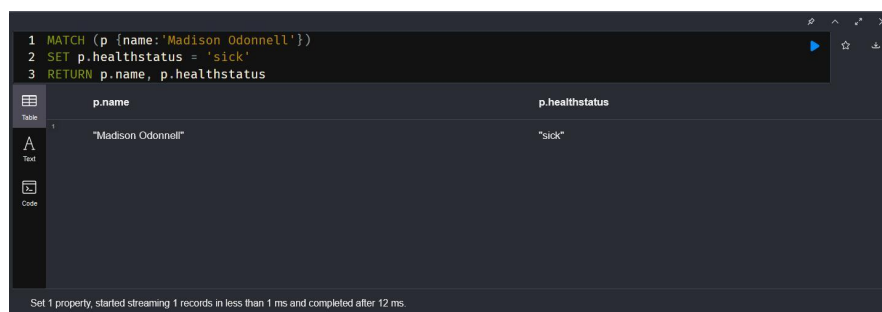 1 MATCH (p {name:'Madison Odonnell'})
2 SET p.healthstatus = 'sick'
3 RETURN p.name, p.healthstatus
Table
p.name p.healthstatus
1
"Madison Odonnell" "sick"
A
Text
Code
Set 1 property, started streaming 1 records in less than 1 ms and completed after 12 ms.